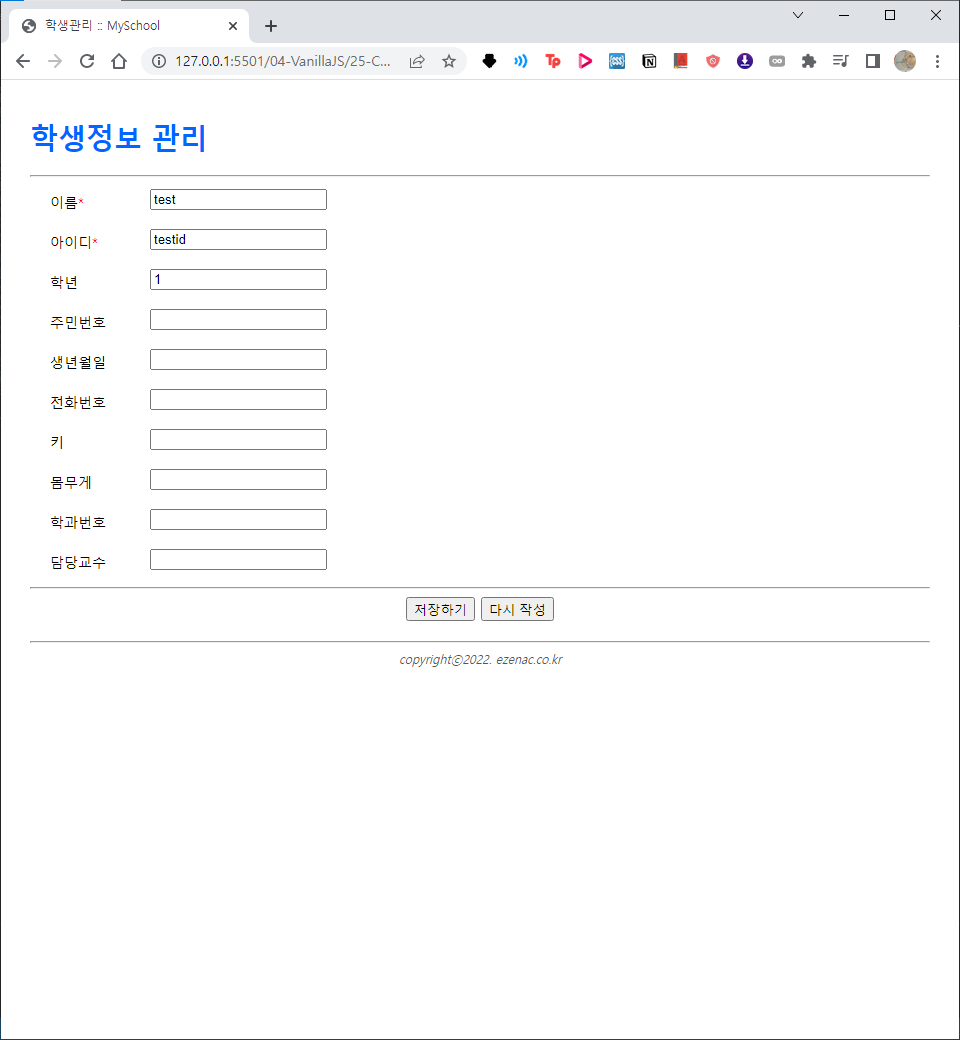 학생관리 :: MySchool
127.0.0.1:5501/04-VanillaJS/25-C...
학생정보 관리
이름* test
아이디* testid
학년 1
주민번호
생년월일
전화번호
키
몸무게
학과번호
담당교수
저장하기 다시 작성
copyrightⓒ2022. ezenac.co.kr